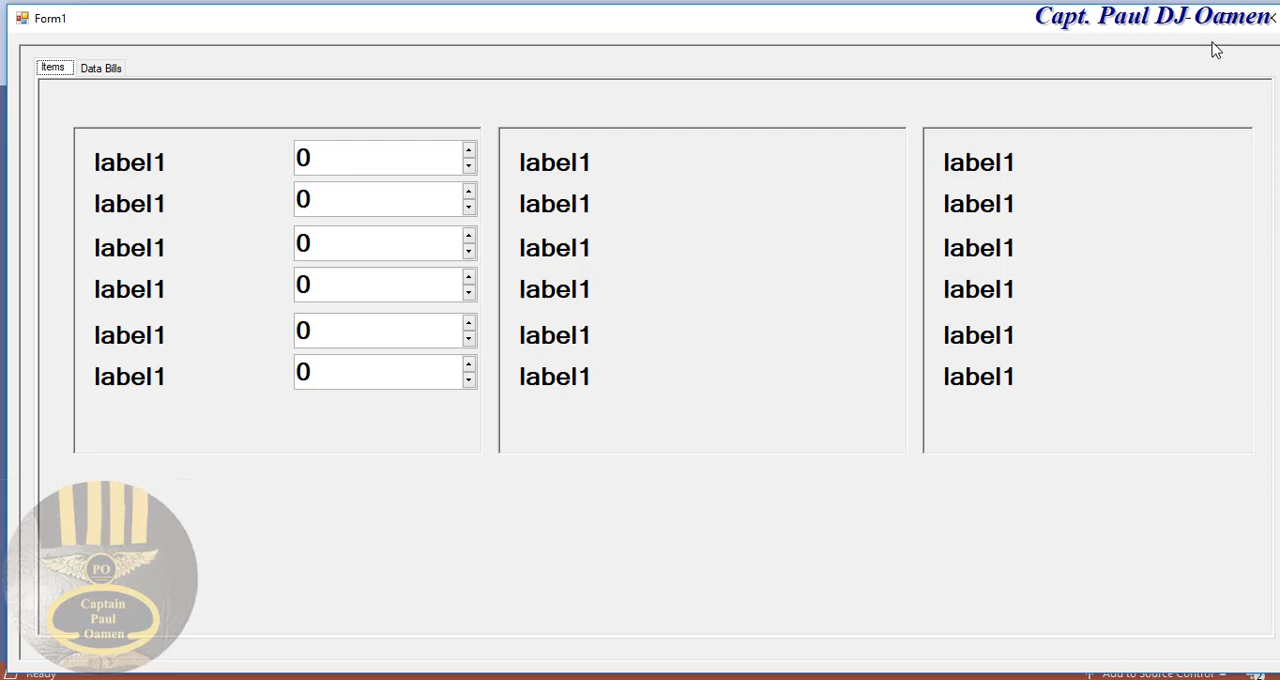 Form1
Capt. Paul DJ Oamen
Items
Data Bills
label1 0 label1 label1
label1 0 label1 label1
label1 0 label1 label1
label1 0 label1 label1
label1 0 label1 label1
label1 0 label1 label1
PO
Captain
Paul
Oamen
Ready
Add to Source Control
2